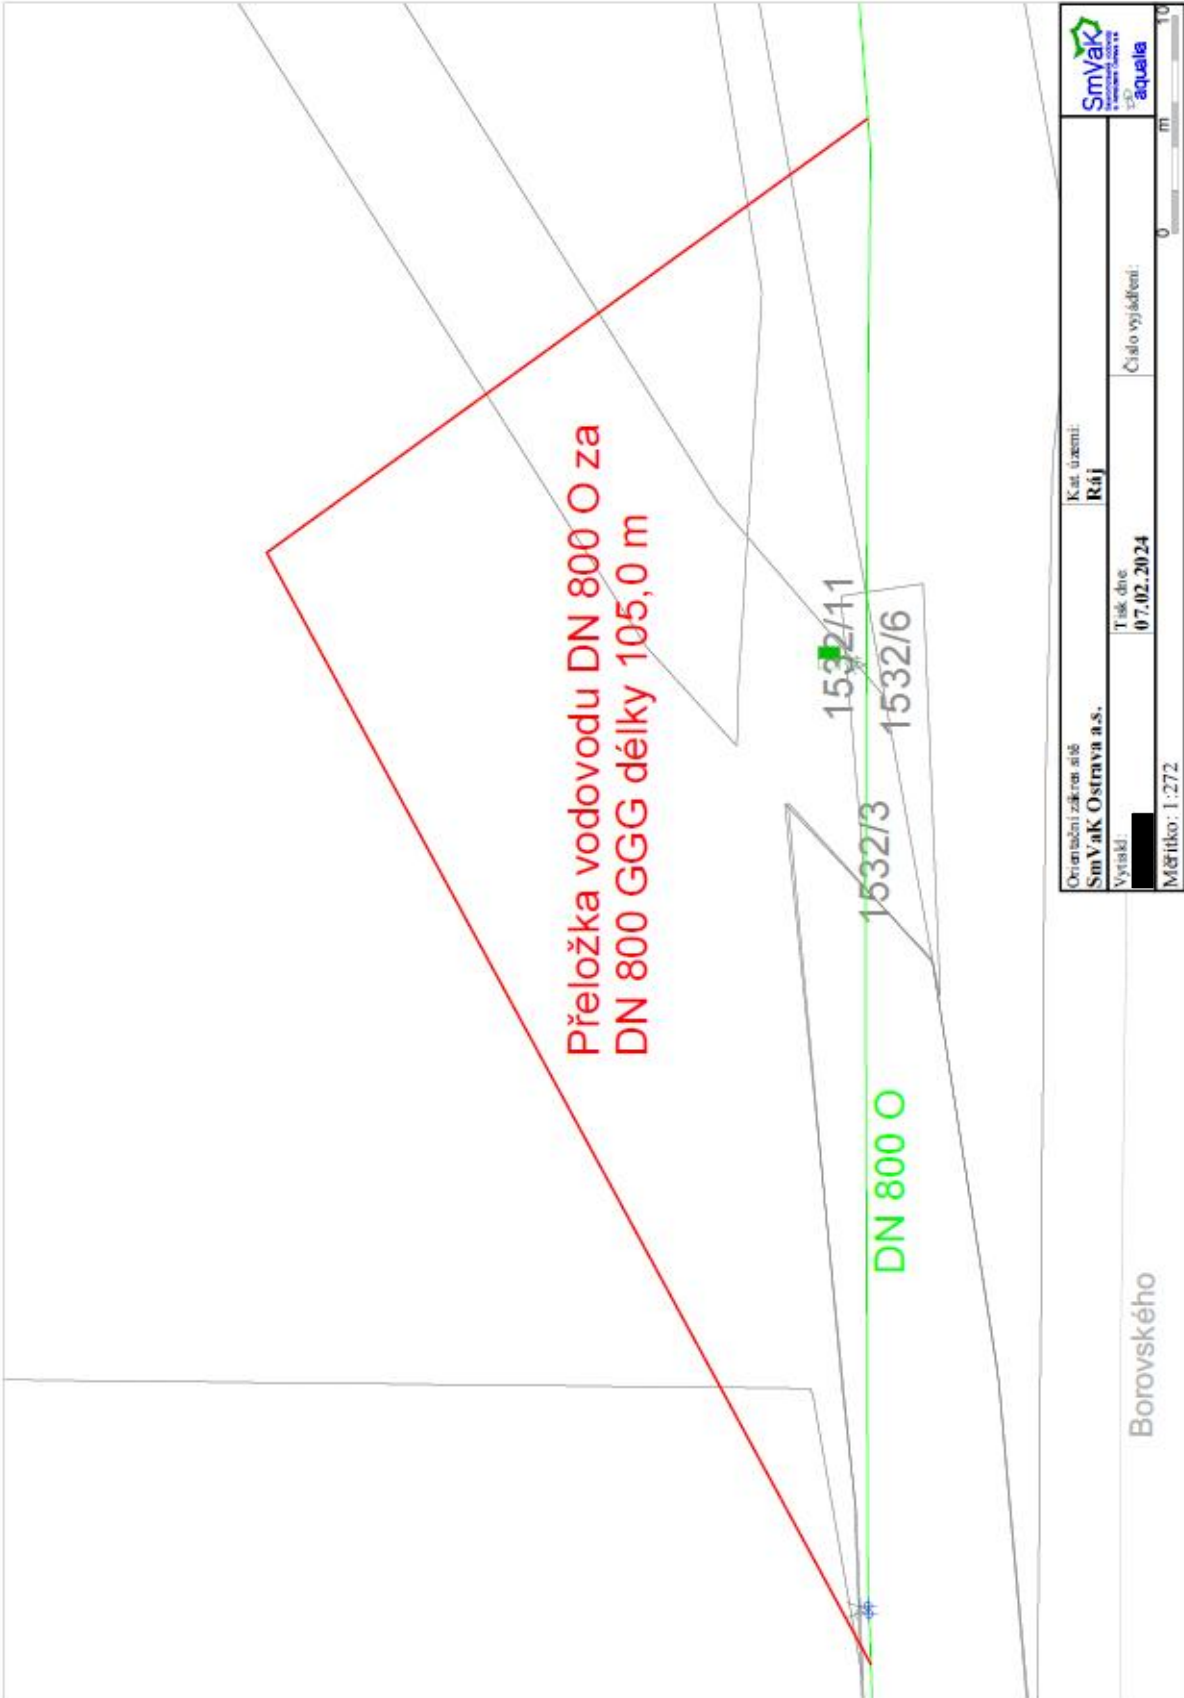 Přeložka vodovodu DN 800 O za
DN 800 GGG délky 105,0 m
1532/11
1532/6
1532/3
DN 800 O
Borovského
Orientační zákres sítě
SmVaK Ostrava a.s.
Kat. území:
Ráj
Vytiskl:
Tisk dne:
07.02.2024
Číslo vyjádření:
Měřítko: 1:272
0
m
10
SmVaK
aqualia